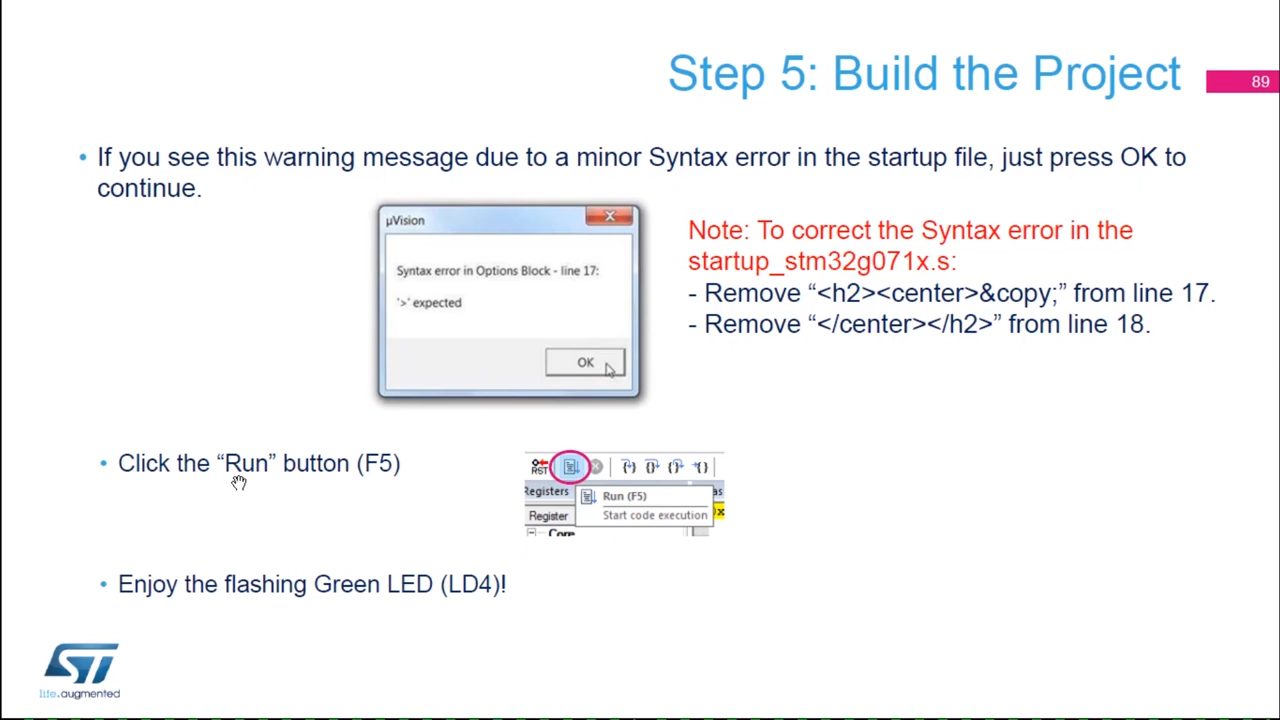 Step 5: Build the Project
89
• If you see this warning message due to a minor Syntax error in the startup file, just press OK to
continue.
µVision
Syntax error in Options Block - line 17:
'>' expected
OK
Note: To correct the Syntax error in the
startup_stm32g071x.s:
- Remove “<h2><center>&copy;” from line 17.
- Remove “</center></h2>” from line 18.
• Click the “Run” button (F5)
RST
Registers
Run (F5)
Register
Start code execution
Core
• Enjoy the flashing Green LED (LD4)!
ST
life.augmented